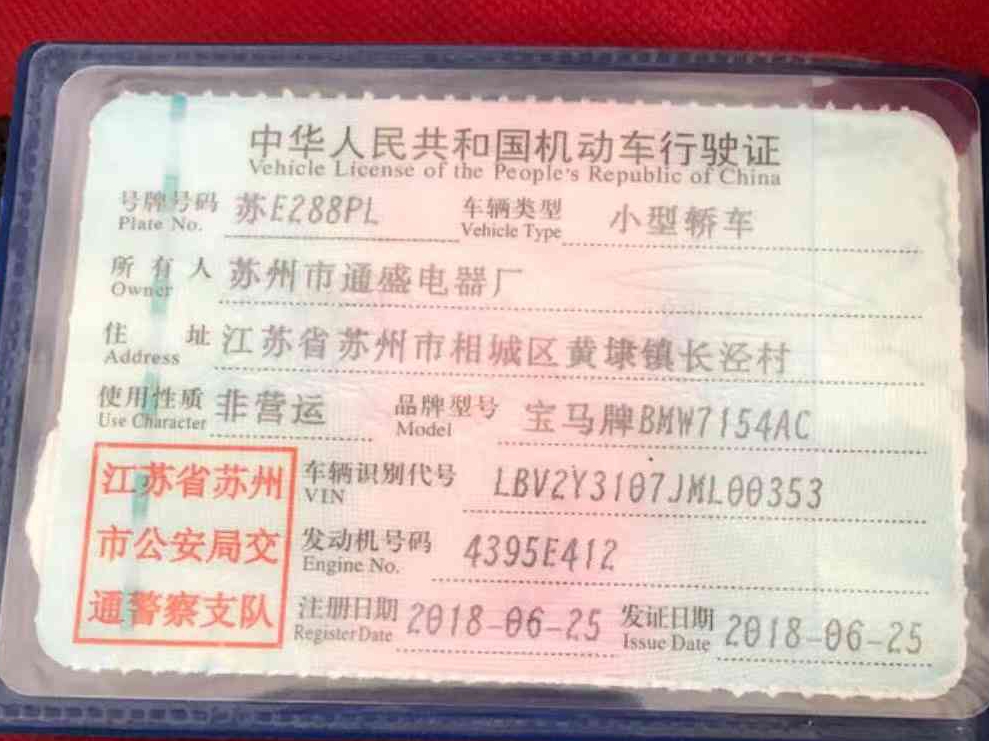 中华人民共和国机动车行驶证
Vehicle License of the People's Republic of China
号牌号码 苏E288PL 车辆类型 小型轿车
Plate No. Vehicle Type
所有人 苏州市通盛电器厂
Owner
住址 江苏省苏州市相城区黄埭镇长泾村
Address
使用性质 非营运 品牌型号 宝马牌BMW7154AC
Use Character Model
江苏省苏州 车辆识别代号 LBV2Y3107JML00353
VIN
市公安局交 发动机号码 4395E412
Engine No.
通警察支队 注册日期 2018-06-25 发证日期 2018-06-25
Register Date Issue Date